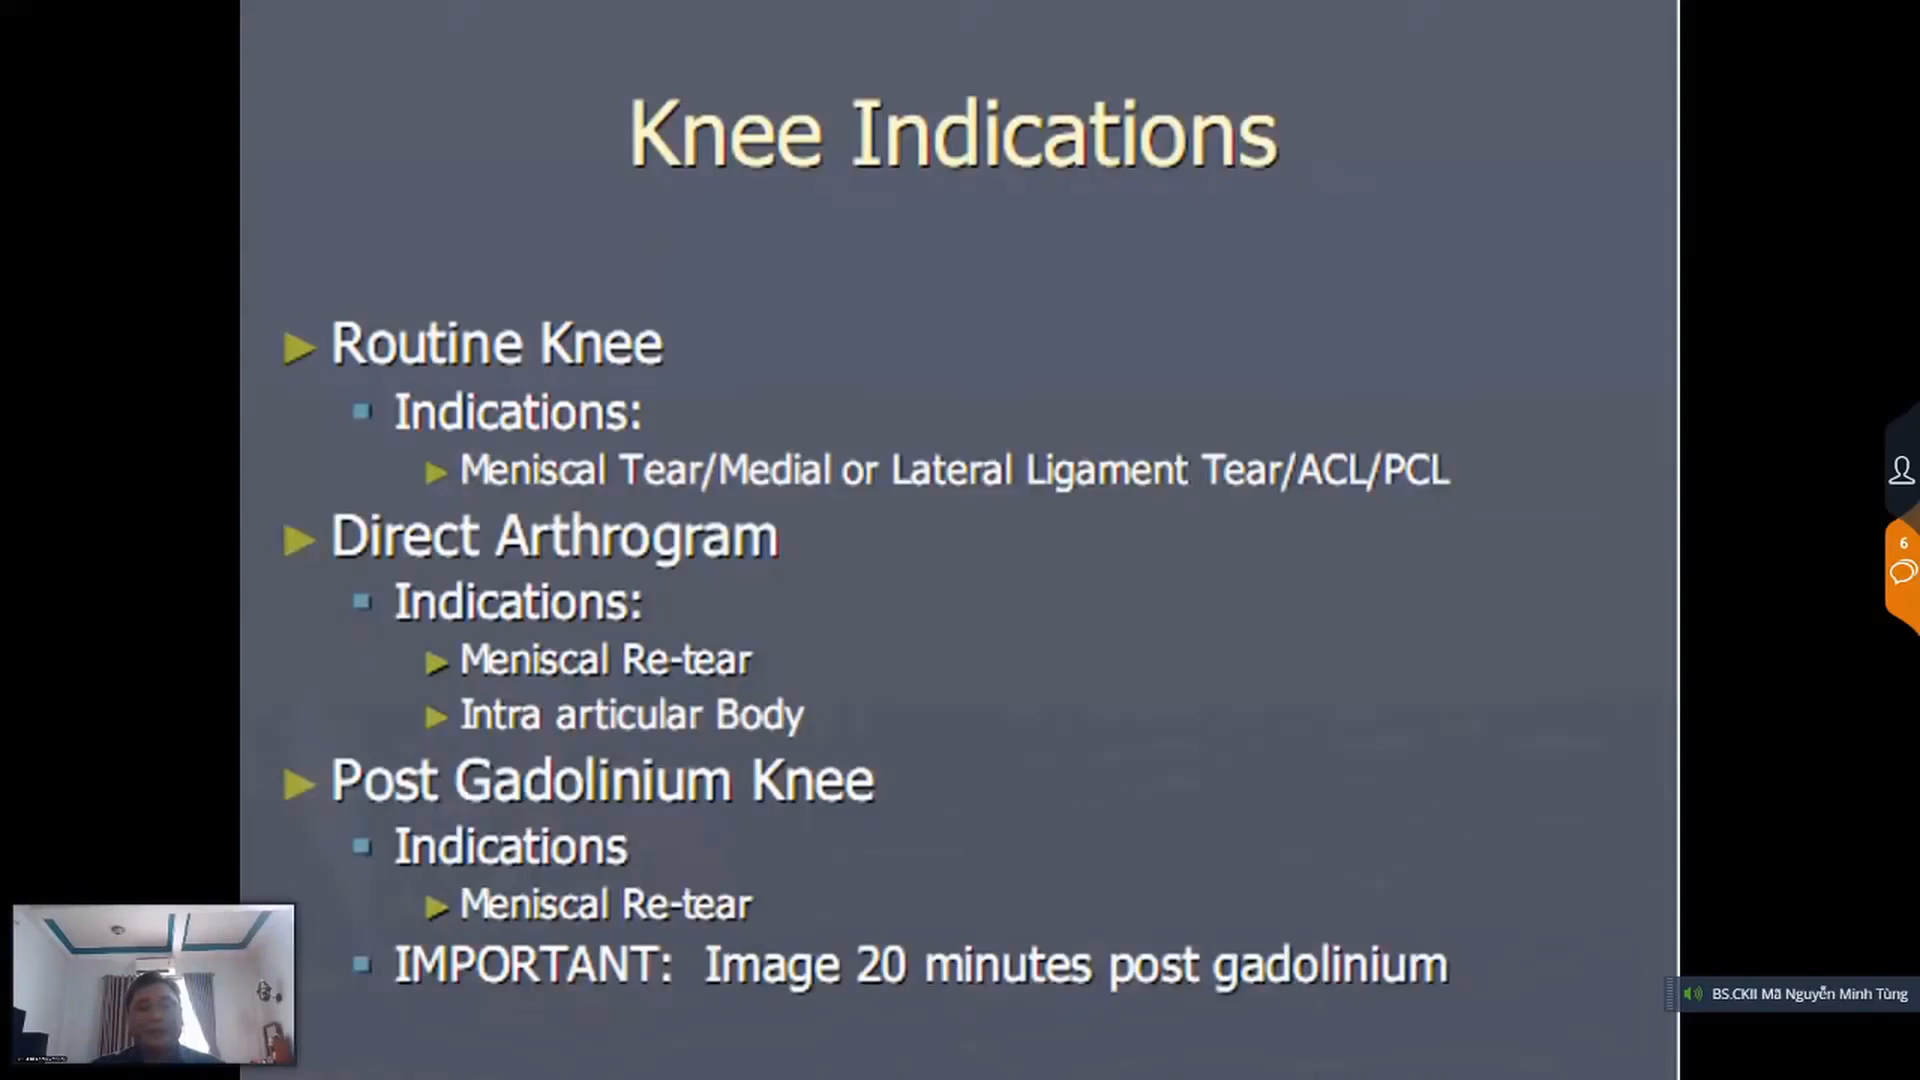 Knee Indications
Routine Knee
Indications:
Meniscal Tear/Medial or Lateral Ligament Tear/ACL/PCL
Direct Arthrogram
Indications:
Meniscal Re-tear
Intra articular Body
Post Gadolinium Knee
Indications
Meniscal Re-tear
IMPORTANT: Image 20 minutes post gadolinium
6
BS.CKII Mã Nguyễn Minh Tùng